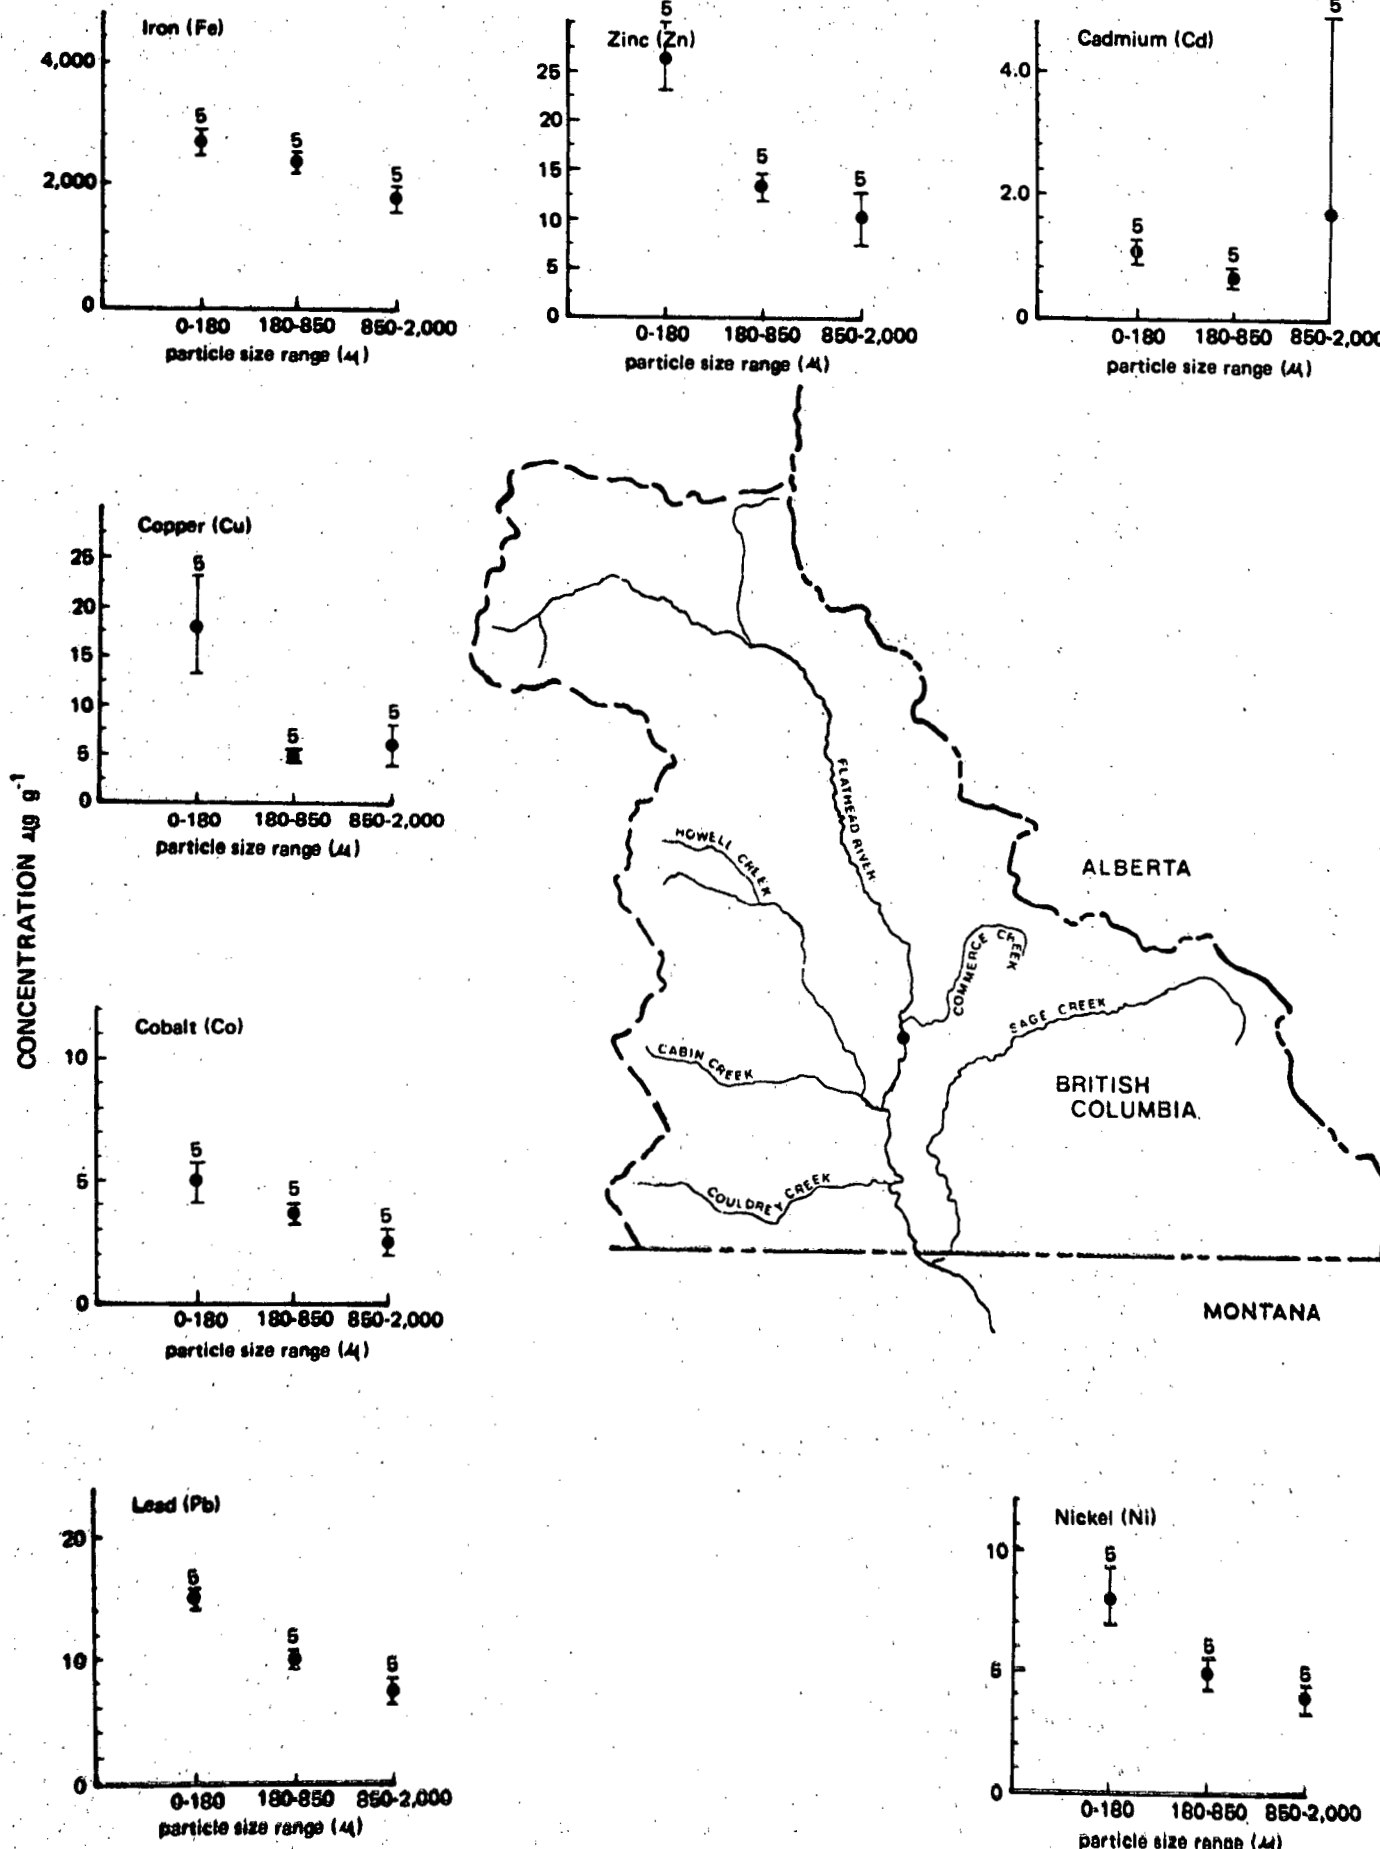 Iron (Fe)
4,000
2,000
0
5
5
5
0-180 180-850 850-2,000
particle size range (μ)
Zinc (Zn)
25
20
15
10
5
0
5
5
5
0-180 180-850 850-2,000
particle size range (μ)
Cadmium (Cd)
4.0
2.0
0
5
5
5
0-180 180-850 850-2,000
particle size range (μ)
CONCENTRATION μg g⁻¹
Copper (Cu)
25
20
15
10
5
0
5
5
5
0-180 180-850 850-2,000
particle size range (μ)
FLATHEAD RIVER
HOWELL CREEK
ALBERTA
COMMERCE CREEK
SAGE CREEK
CABIN CREEK
BRITISH
COLUMBIA
COULDREY CREEK
MONTANA
Cobalt (Co)
10
5
0
5
5
5
0-180 180-850 850-2,000
particle size range (μ)
Lead (Pb)
20
10
0
5
5
5
0-180 180-850 850-2,000
particle size range (μ)
Nickel (Ni)
10
5
0
5
5
5
0-180 180-850 850-2,000
particle size range (μ)